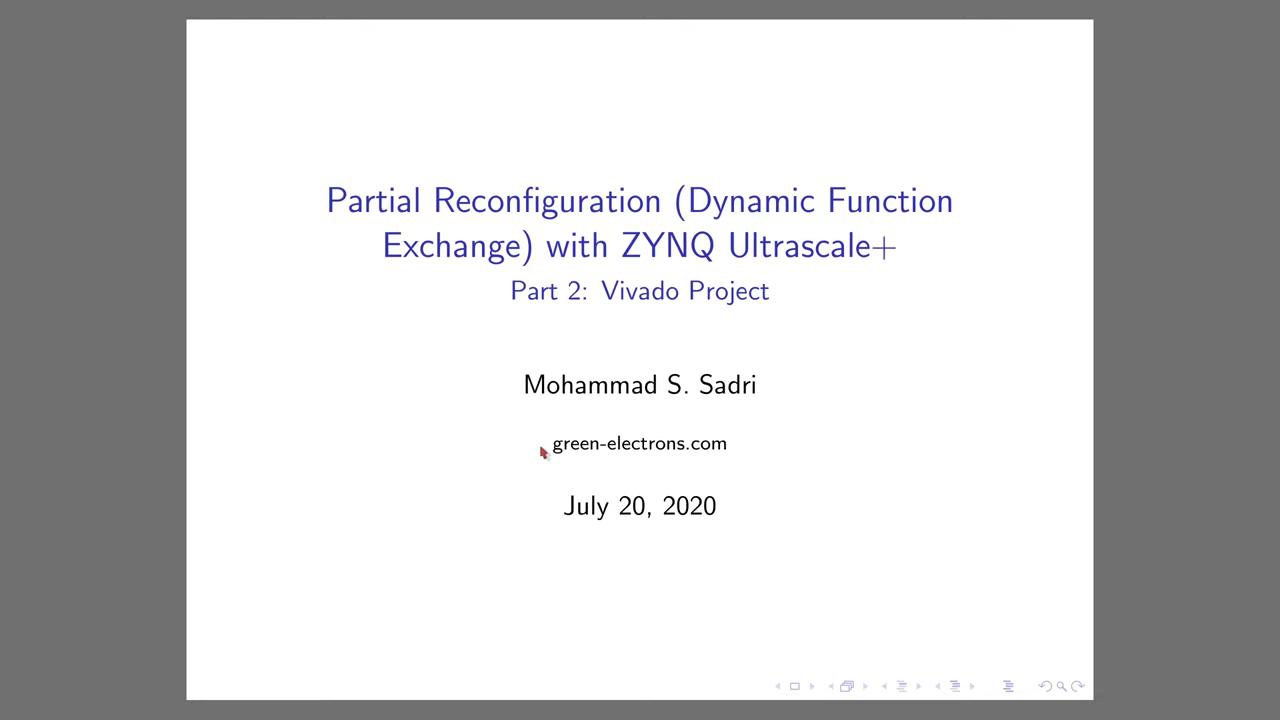 Partial Reconfiguration (Dynamic Function
Exchange) with ZYNQ Ultrascale+
Part 2: Vivado Project
Mohammad S. Sadri
green-electrons.com
July 20, 2020